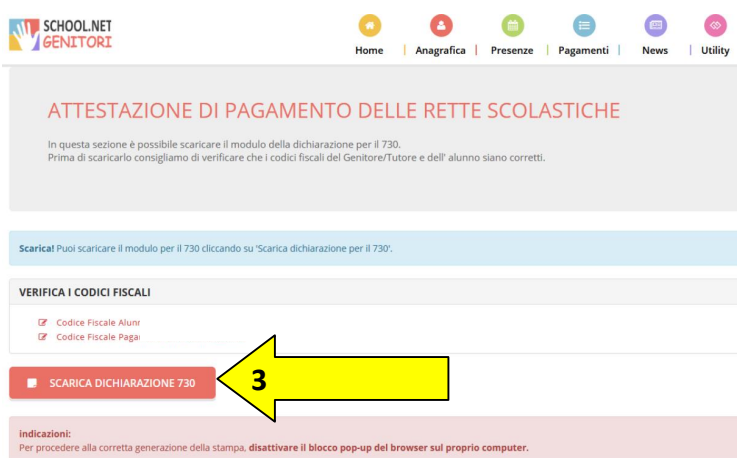 SCHOOL.NET
GENITORI
Home | Anagrafica | Presenze | Pagamenti | News | Utility
ATTESTAZIONE DI PAGAMENTO DELLE RETTE SCOLASTICHE
In questa sezione è possibile scaricare il modulo della dichiarazione per il 730.
Prima di scaricarlo consigliamo di verificare che i codici fiscali del Genitore/Tutore e dell' alunno siano corretti.
Scarica! Puoi scaricare il modulo per il 730 cliccando su 'Scarica dichiarazione per il 730'.
VERIFICA I CODICI FISCALI
Codice Fiscale
Codice Fiscale
SCARICA DICHIARAZIONE 730
3
indicazioni:
Per procedere alla corretta generazione della stampa, disattivare il blocco pop-up del browser sul proprio computer.